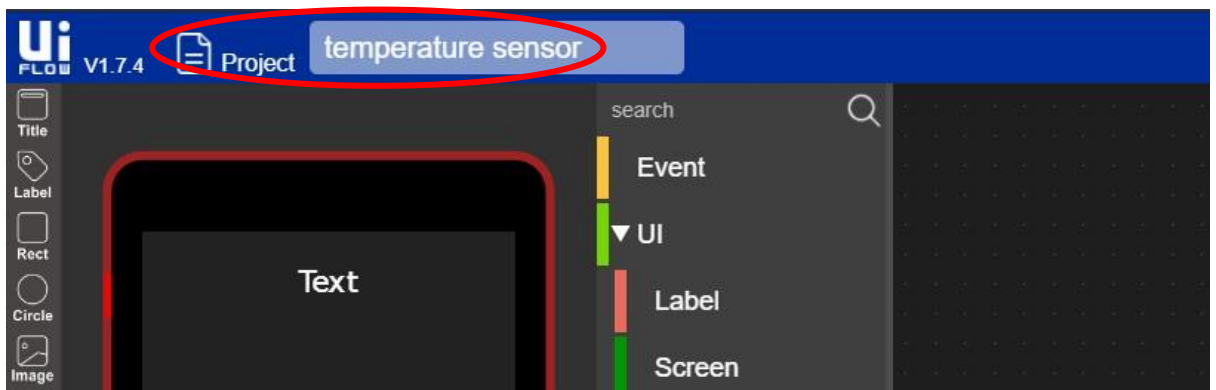 Ui
FLOW V1.7.4 Project temperature sensor
Title
Label
Rect
Circle
Image
Text
search
Event
▼ UI
Label
Screen